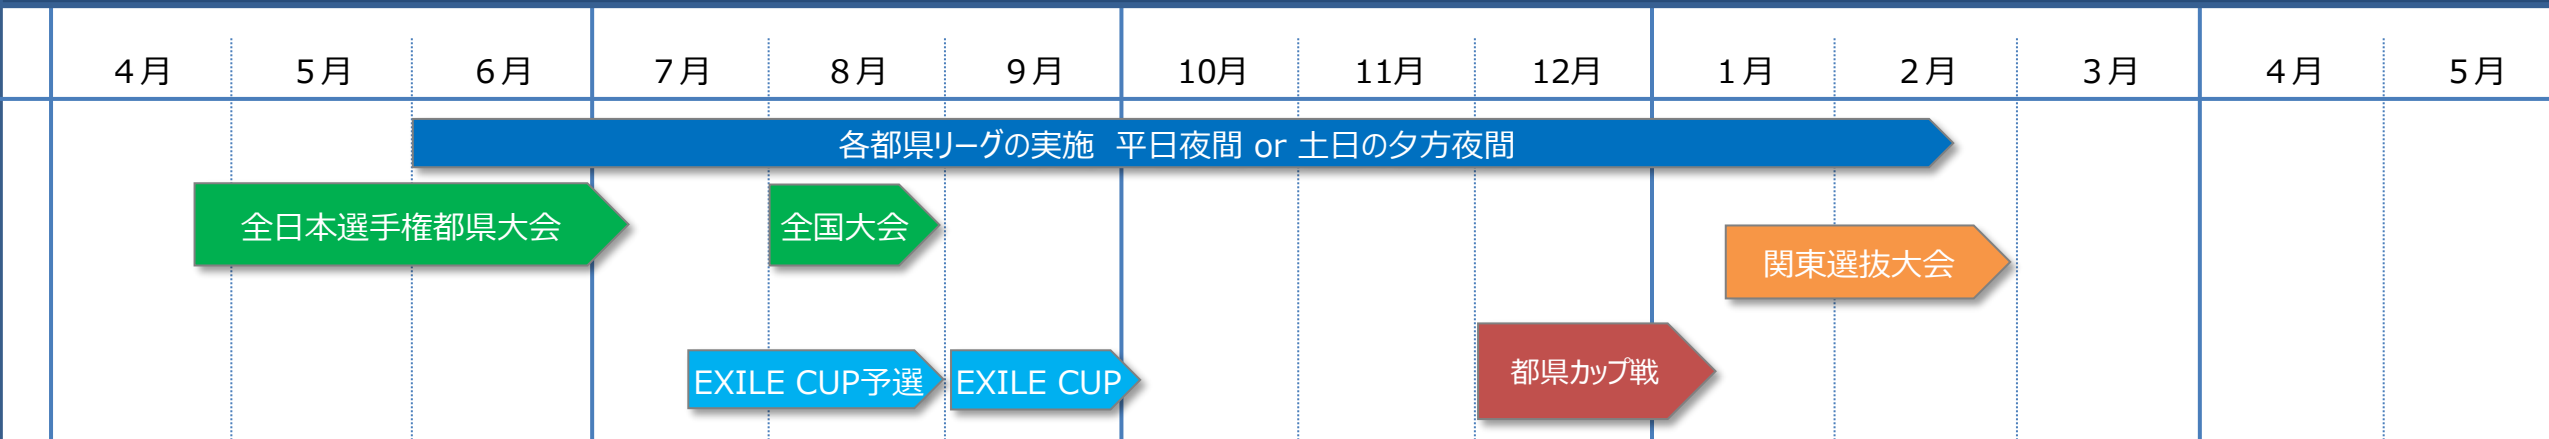 4月 5月 6月 7月 8月 9月 10月 11月 12月 1月 2月 3月 4月 5月
各都県リーグの実施 平日夜間 or 土日の夕方夜間
全日本選手権都県大会 全国大会
関東選抜大会
都県カップ戦
EXILE CUP予選 EXILE CUP